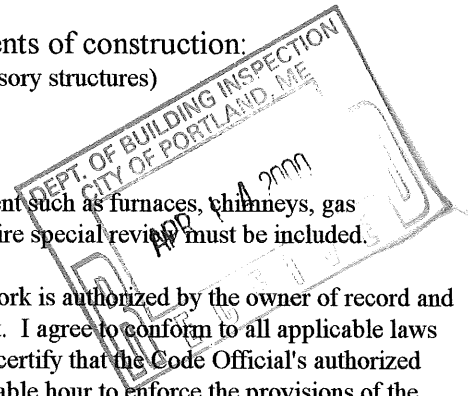 ents of construction:
sory structures)
DEPT. OF BUILDING INSPECTION
CITY OF PORTLAND, ME
APR 14 2000
RECEIVED
ent such as furnaces, chimneys, gas
ire special review must be included.
ork is authorized by the owner of record and
. I agree to conform to all applicable laws
certify that the Code Official's authorized
able hour to enforce the provisions of the